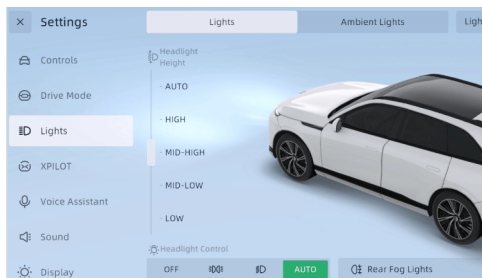 Settings
Lights
Ambient Lights
Ligh
Headlight
Height
Controls
Drive Mode
Lights
XPILOT
Voice Assistant
Sound
Display
AUTO
HIGH
MID-HIGH
MID-LOW
LOW
Headlight Control
OFF
AUTO
Rear Fog Lights